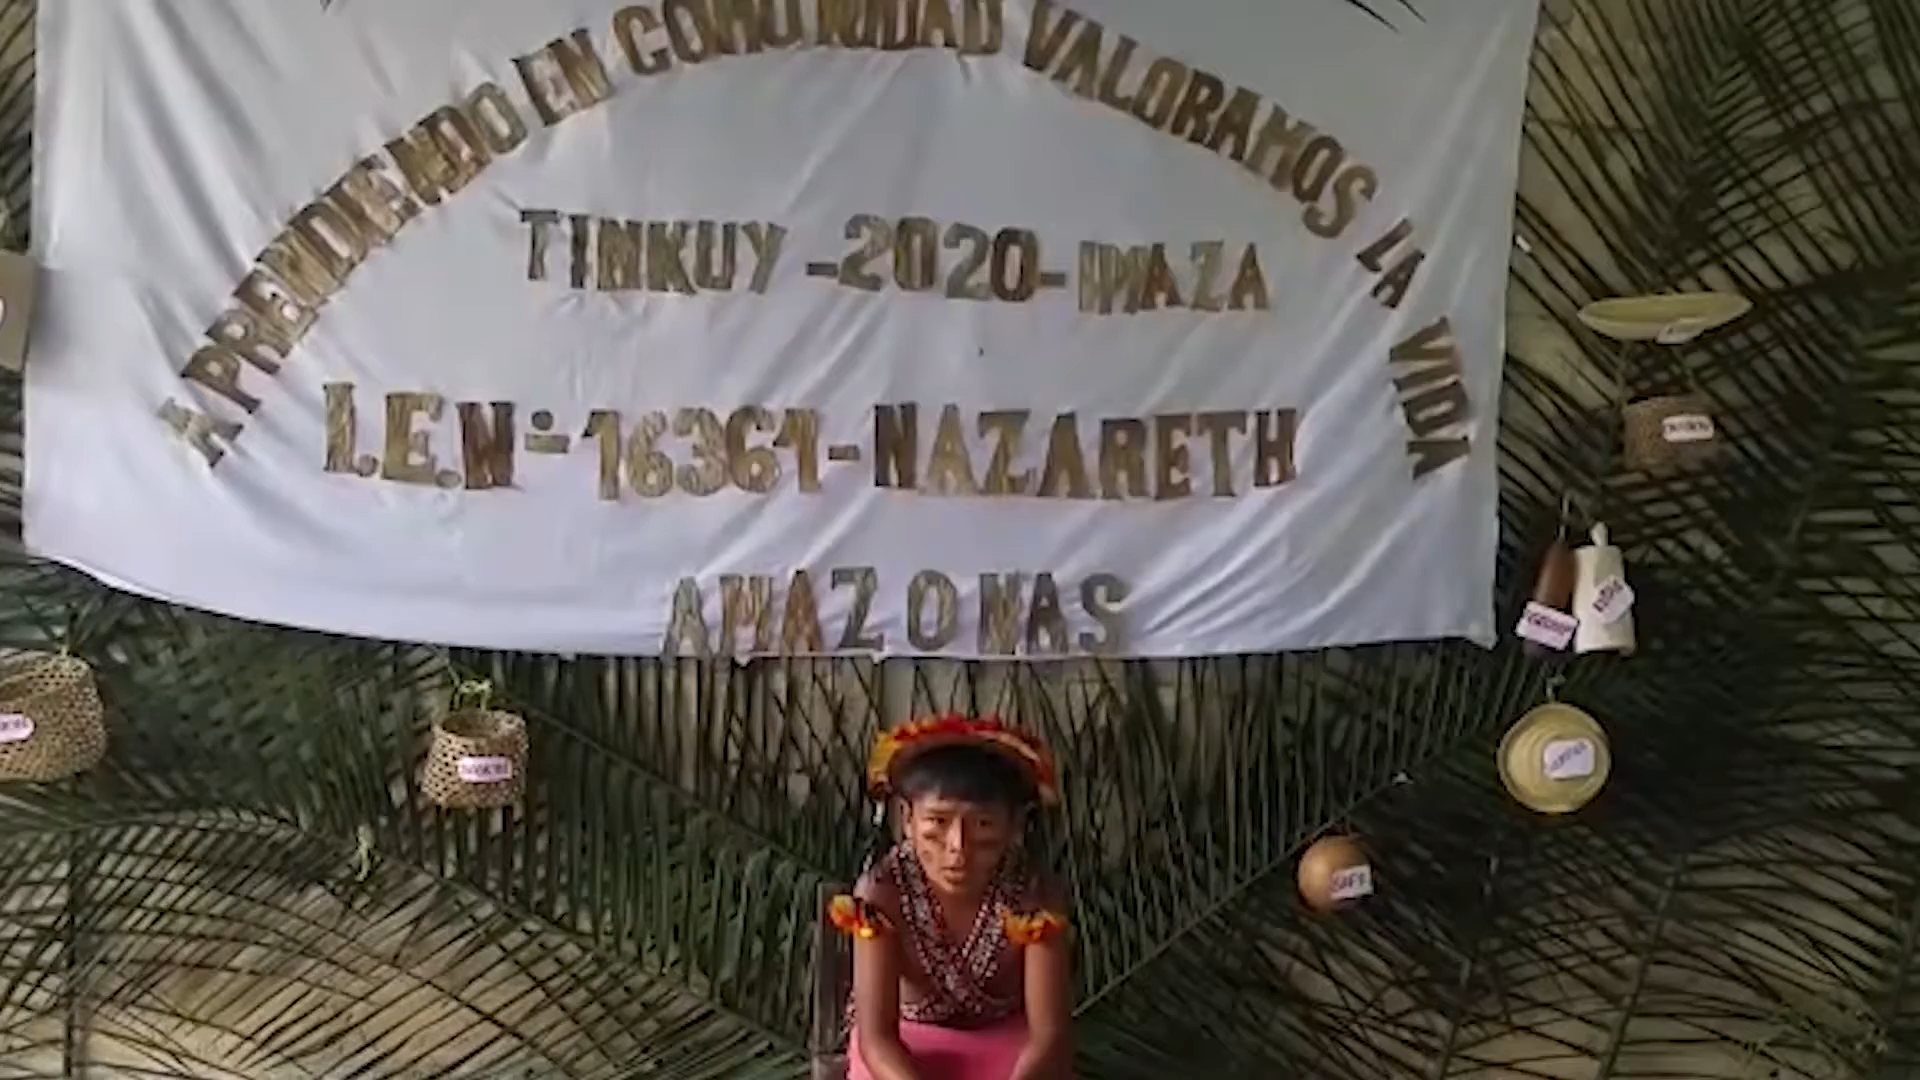 APRENDIENDO EN COMUNIDAD VALORAMOS LA VIDA
TINKUY -2020- IMAZA
I.E.N=16361-NAZARETH
AMAZONAS